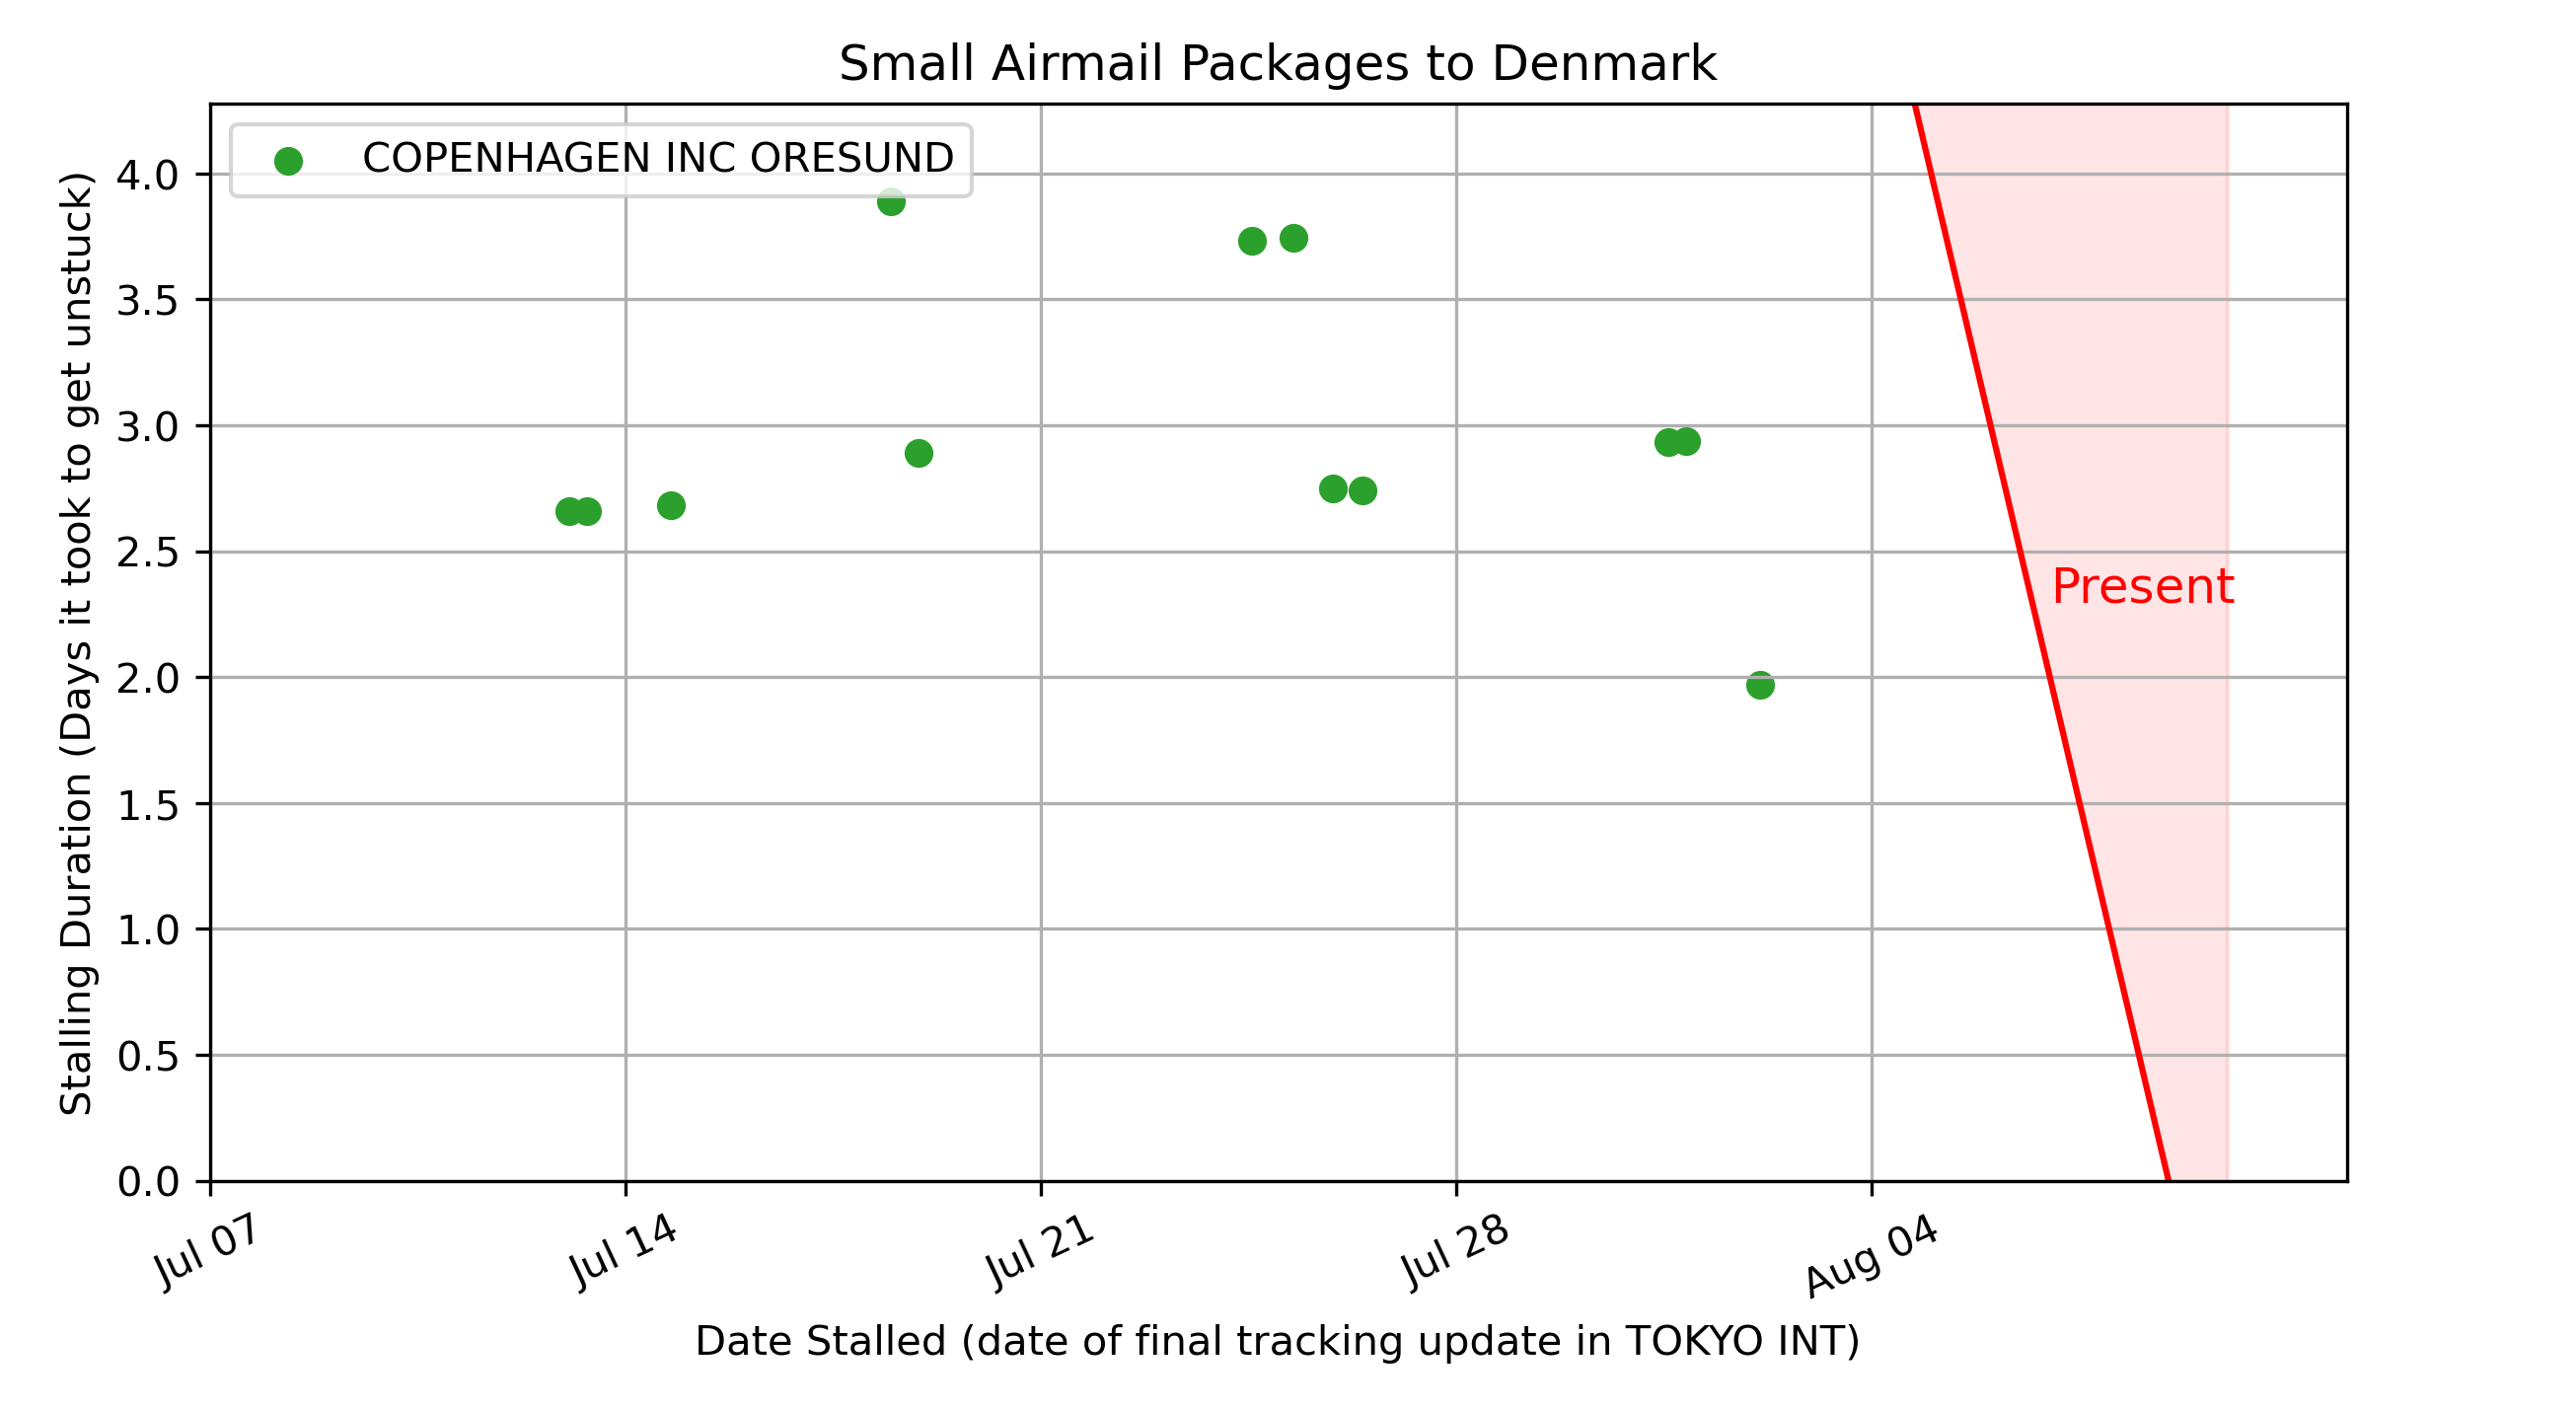 Small Airmail Packages to Denmark
COPENHAGEN INC ORESUND
Stalling Duration (Days it took to get unstuck)
4.0
3.5
3.0
2.5
2.0
1.5
1.0
0.5
0.0
Present
Jul 07
Jul 14
Jul 21
Jul 28
Aug 04
Date Stalled (date of final tracking update in TOKYO INT)